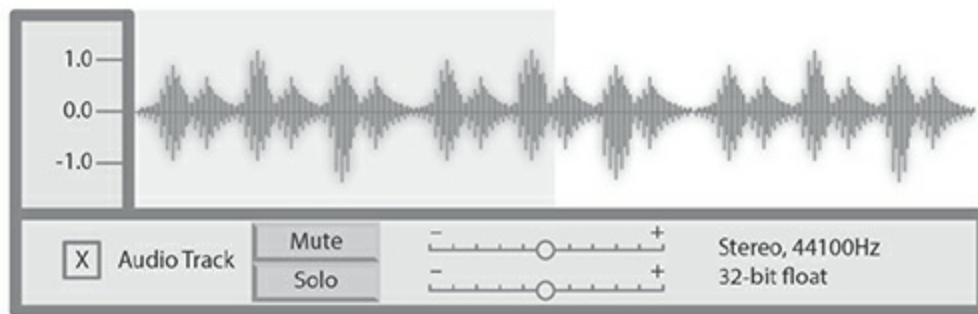 1.0
0.0
-1.0
X
Audio Track
Mute
Solo
- +
- +
Stereo, 44100Hz
32-bit float